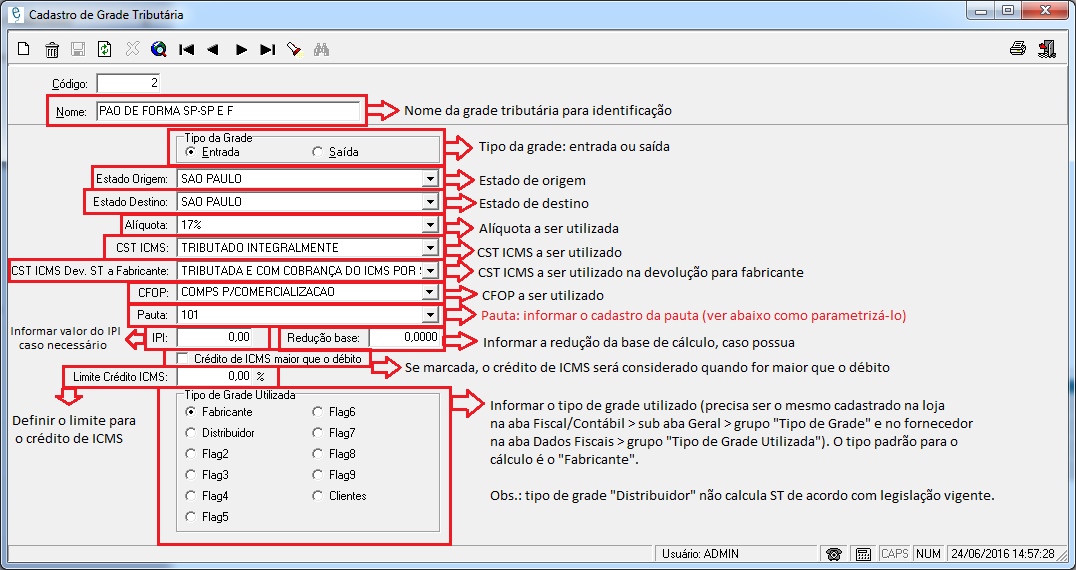 Cadastro de Grade Tributária
Código: 2
Nome: PAO DE FORMA SP-SP E F
Nome da grade tributária para identificação
Tipo da Grade
Entrada Saída
Tipo da grade: entrada ou saída
Estado Origem: SAO PAULO
Estado de origem
Estado Destino: SAO PAULO
Estado de destino
Alíquota: 17%
Alíquota a ser utilizada
CST ICMS: TRIBUTADO INTEGRALMENTE
CST ICMS a ser utilizado
CST ICMS Dev. ST a Fabricante: TRIBUTADA E COM COBRANÇA DO ICMS POR S
CST ICMS a ser utilizado na devolução para fabricante
CFOP: COMPS P/COMERCIALIZACAO
CFOP a ser utilizado
Pauta: 101
Pauta: informar o cadastro da pauta (ver abaixo como parametrizá-lo)
Informar valor do IPI
caso necessário
IPI: 0,00 Redução base: 0,0000
Informar a redução da base de cálculo, caso possua
Crédito de ICMS maior que o débito
Se marcada, o crédito de ICMS será considerado quando for maior que o débito
Limite Crédito ICMS: 0,00 %
Definir o limite para
o crédito de ICMS
Tipo de Grade Utilizada
Fabricante Flag6
Distribuidor Flag7
Flag2 Flag8
Flag3 Flag9
Flag4 Clientes
Flag5
Informar o tipo de grade utilizado (precisa ser o mesmo cadastrado na loja
na aba Fiscal/Contábil > sub aba Geral > grupo "Tipo de Grade" e no fornecedor
na aba Dados Fiscais > grupo "Tipo de Grade Utilizada"). O tipo padrão para o
cálculo é o "Fabricante".
Obs.: tipo de grade "Distribuidor" não calcula ST de acordo com legislação vigente.
Usuário: ADMIN CAPS NUM 24/06/2016 14:57:28